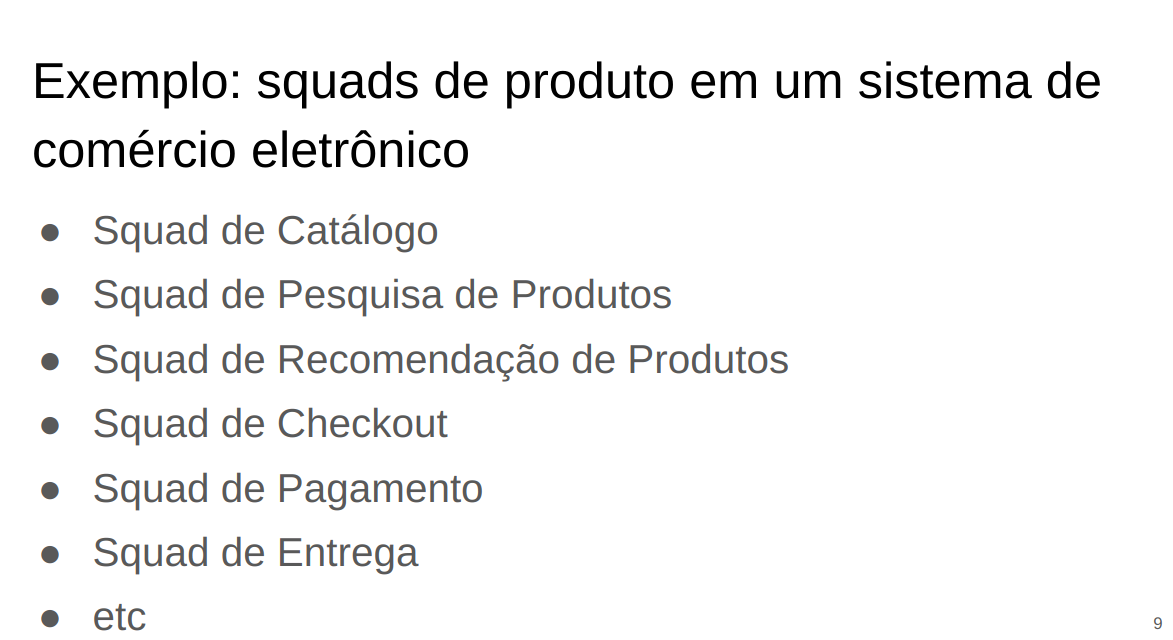 Exemplo: squads de produto em um sistema de
comércio eletrônico
● Squad de Catálogo
● Squad de Pesquisa de Produtos
● Squad de Recomendação de Produtos
● Squad de Checkout
● Squad de Pagamento
● Squad de Entrega
● etc
9